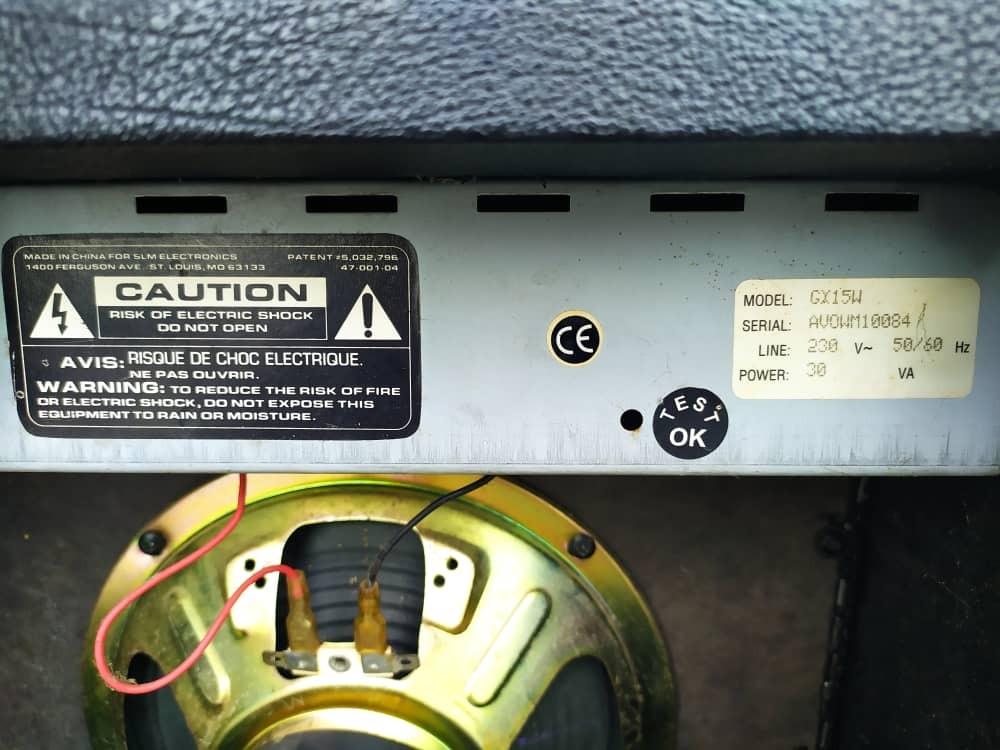 MADE IN CHINA FOR SLM ELECTRONICS PATENT #5,032,796
1400 FERGUSON AVE. ST. LOUIS, MO 63133 47-001-04
CAUTION
RISK OF ELECTRIC SHOCK
DO NOT OPEN
AVIS: RISQUE DE CHOC ELECTRIQUE.
NE PAS OUVRIR.
WARNING: TO REDUCE THE RISK OF FIRE
OR ELECTRIC SHOCK, DO NOT EXPOSE THIS
EQUIPMENT TO RAIN OR MOISTURE.
CE
TEST
OK
MODEL: GX15W
SERIAL: AVOWM10084
LINE: 230 V~ 50/60 Hz
POWER: 30 VA